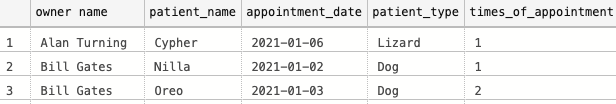 owner name patient_name appointment_date patient_type times_of_appointment
1 Alan Turning Cypher 2021-01-06 Lizard 1
2 Bill Gates Nilla 2021-01-02 Dog 1
3 Bill Gates Oreo 2021-01-03 Dog 2